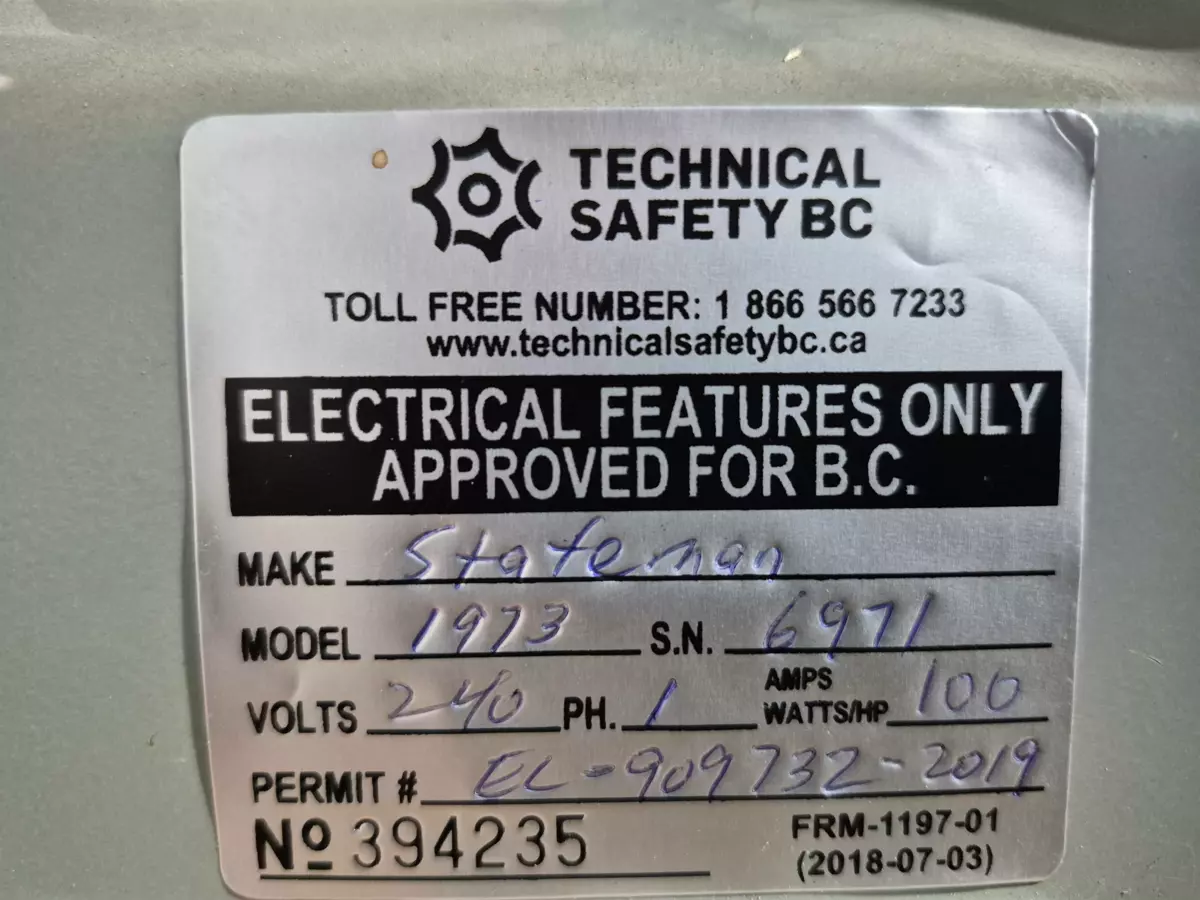 TECHNICAL
SAFETY BC
TOLL FREE NUMBER: 1 866 566 7233
www.technicalsafetybc.ca
ELECTRICAL FEATURES ONLY
APPROVED FOR B.C.
MAKE Stateman
MODEL 1973 S.N. 6971
VOLTS 240 PH. 1 AMPS WATTS/HP 100
PERMIT # EL-909732-2019
Nº 394235
FRM-1197-01
(2018-07-03)